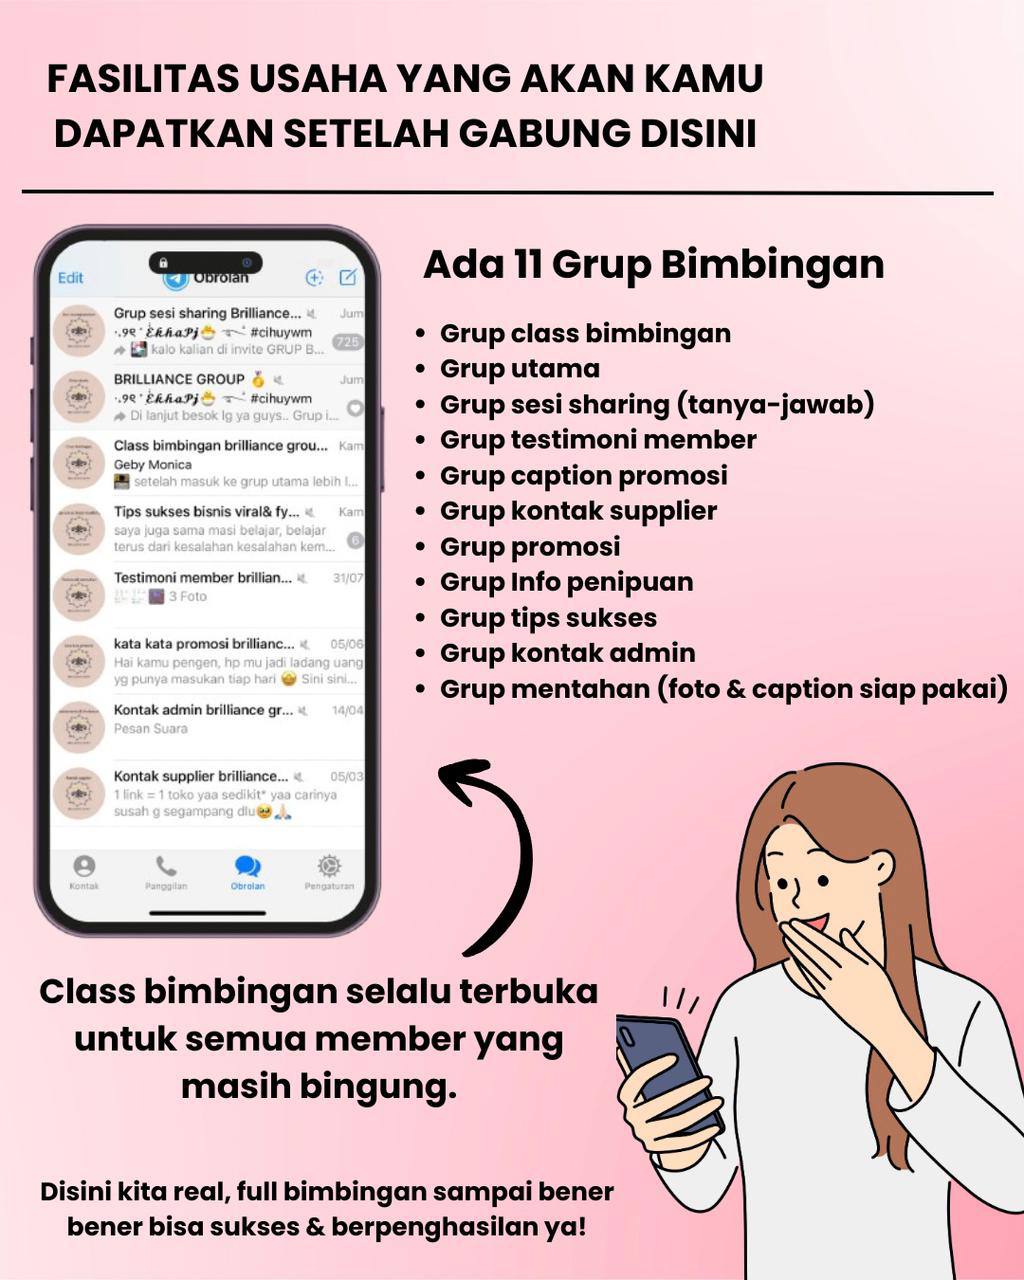 FASILITAS USAHA YANG AKAN KAMU
DAPATKAN SETELAH GABUNG DISINI
Edit
Obrolan
Grup sesi sharing Brilliance...
Jum
#cihuywm
kalo kalian di invite GRUP B...
725
BRILLIANCE GROUP 🥇
Jum
#cihuywm
Di lanjut besok lg ya guys.. Grup i...
Class bimbingan brilliance grou...
Kam
Geby Monica
setelah masuk ke grup utama lebih l...
Tips sukses bisnis viral& fy...
Kam
saya juga sama masi belajar, belajar
terus dari kesalahan kesalahan kem...
6
Testimoni member brillian...
31/07
3 Foto
kata kata promosi brillianc...
05/06
Hai kamu pengen, hp mu jadi ladang uang
yg punya masukan tiap hari 🤩 Sini sini...
Kontak admin brilliance gr...
14/04
Pesan Suara
Kontak supplier brilliance...
05/03
1 link = 1 toko yaa sedikit* yaa carinya
susah g segampang dlu🥹🙏🏻
Kontak
Panggilan
Obrolan
Pengaturan
Ada 11 Grup Bimbingan
• Grup class bimbingan
• Grup utama
• Grup sesi sharing (tanya-jawab)
• Grup testimoni member
• Grup caption promosi
• Grup kontak supplier
• Grup promosi
• Grup Info penipuan
• Grup tips sukses
• Grup kontak admin
• Grup mentahan (foto & caption siap pakai)
Class bimbingan selalu terbuka
untuk semua member yang
masih bingung.
Disini kita real, full bimbingan sampai bener
bener bisa sukses & berpenghasilan ya!